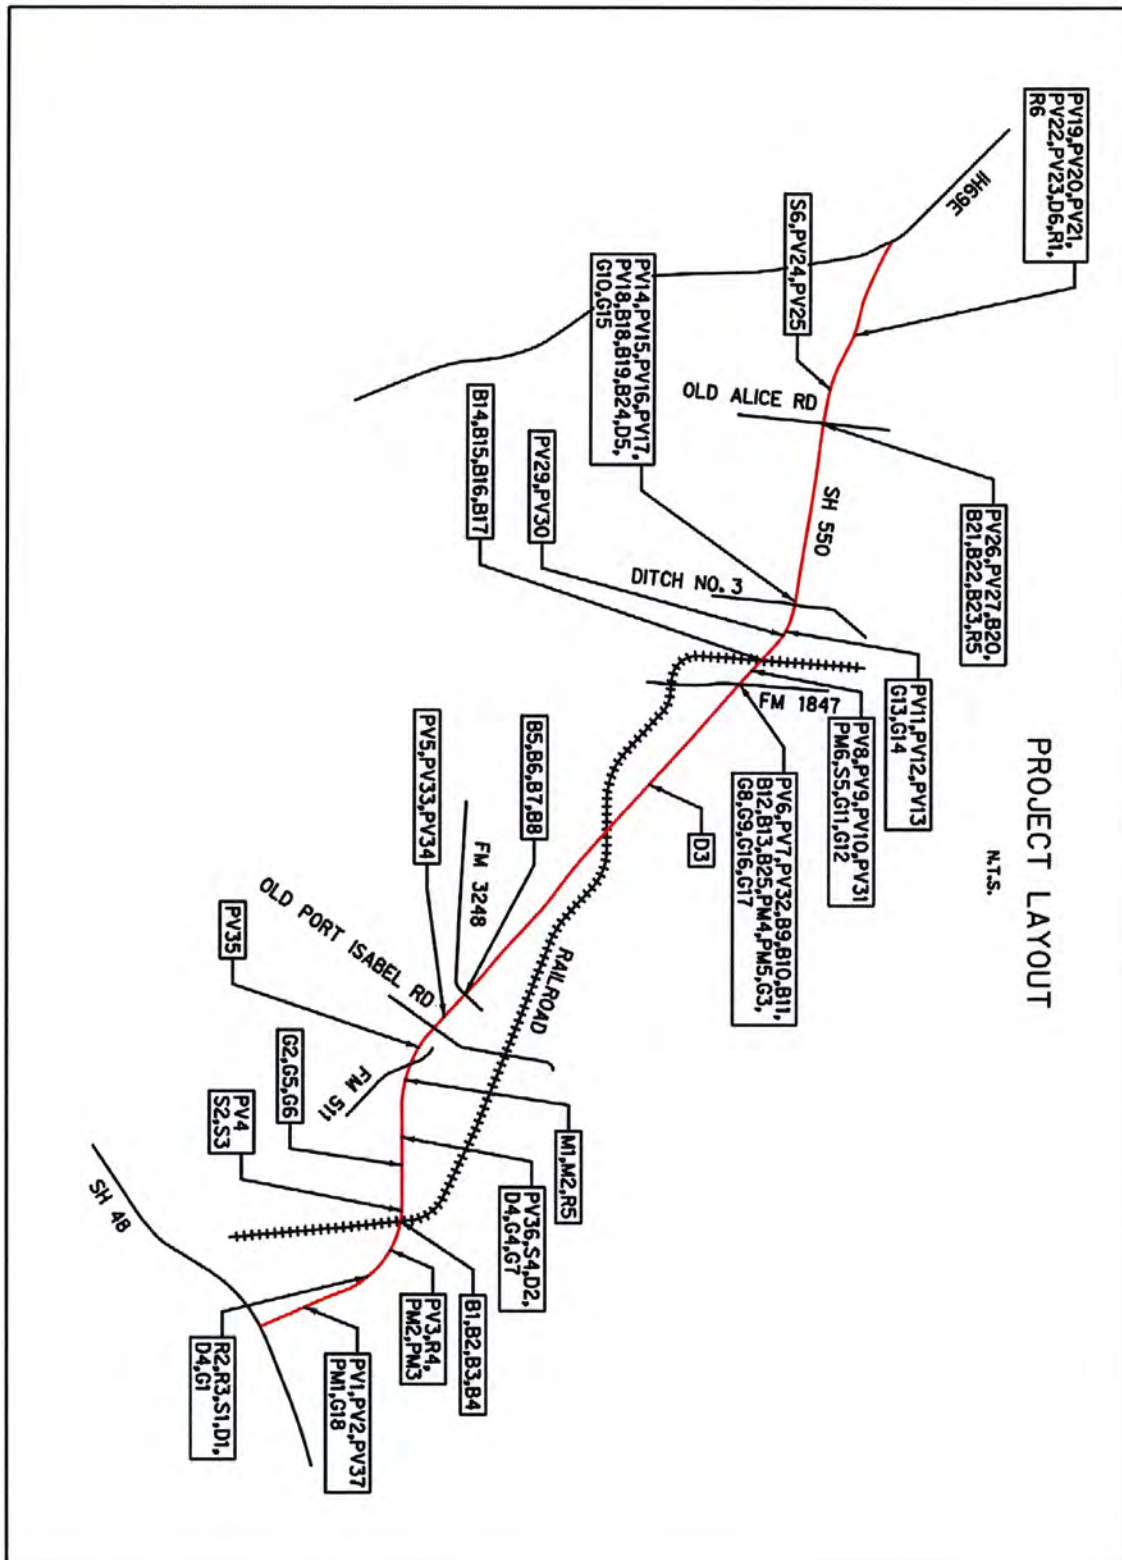 PROJECT LAYOUT
N.T.S.
PV19,PV20,PV21,
PV22,PV23,D6,R1,
R6
IH69E
S6,PV24,PV25
OLD ALICE RD
PV26,PV27,B20,
B21,B22,B23,R5
PV14,PV15,PV16,PV17,
PV18,B18,B19,B24,D5,
G10,G15
SH 550
DITCH NO. 3
PV29,PV30
B14,B15,B16,B17
PV11,PV12,PV13
G13,G14
PV8,PV9,PV10,PV31
PM6,S5,G11,G12
FM 1847
PV6,PV7,PV32,B9,B10,B11,
B12,B13,B25,PM4,PM5,G3,
G8,G9,G16,G17
D3
B5,B6,B7,B8
PV5,PV33,PV34
FM 3248
OLD PORT ISABEL RD
RAILROAD
PV35
FM 511
M1,M2,R5
G2,G5,G6
PV36,S4,D2,
D4,G4,G7
PV4
S2,S3
B1,B2,B3,B4
PV3,R4,
PM2,PM3
SH 48
R2,R3,S1,D1,
D4,G1
PV1,PV2,PV37
PM1,G18